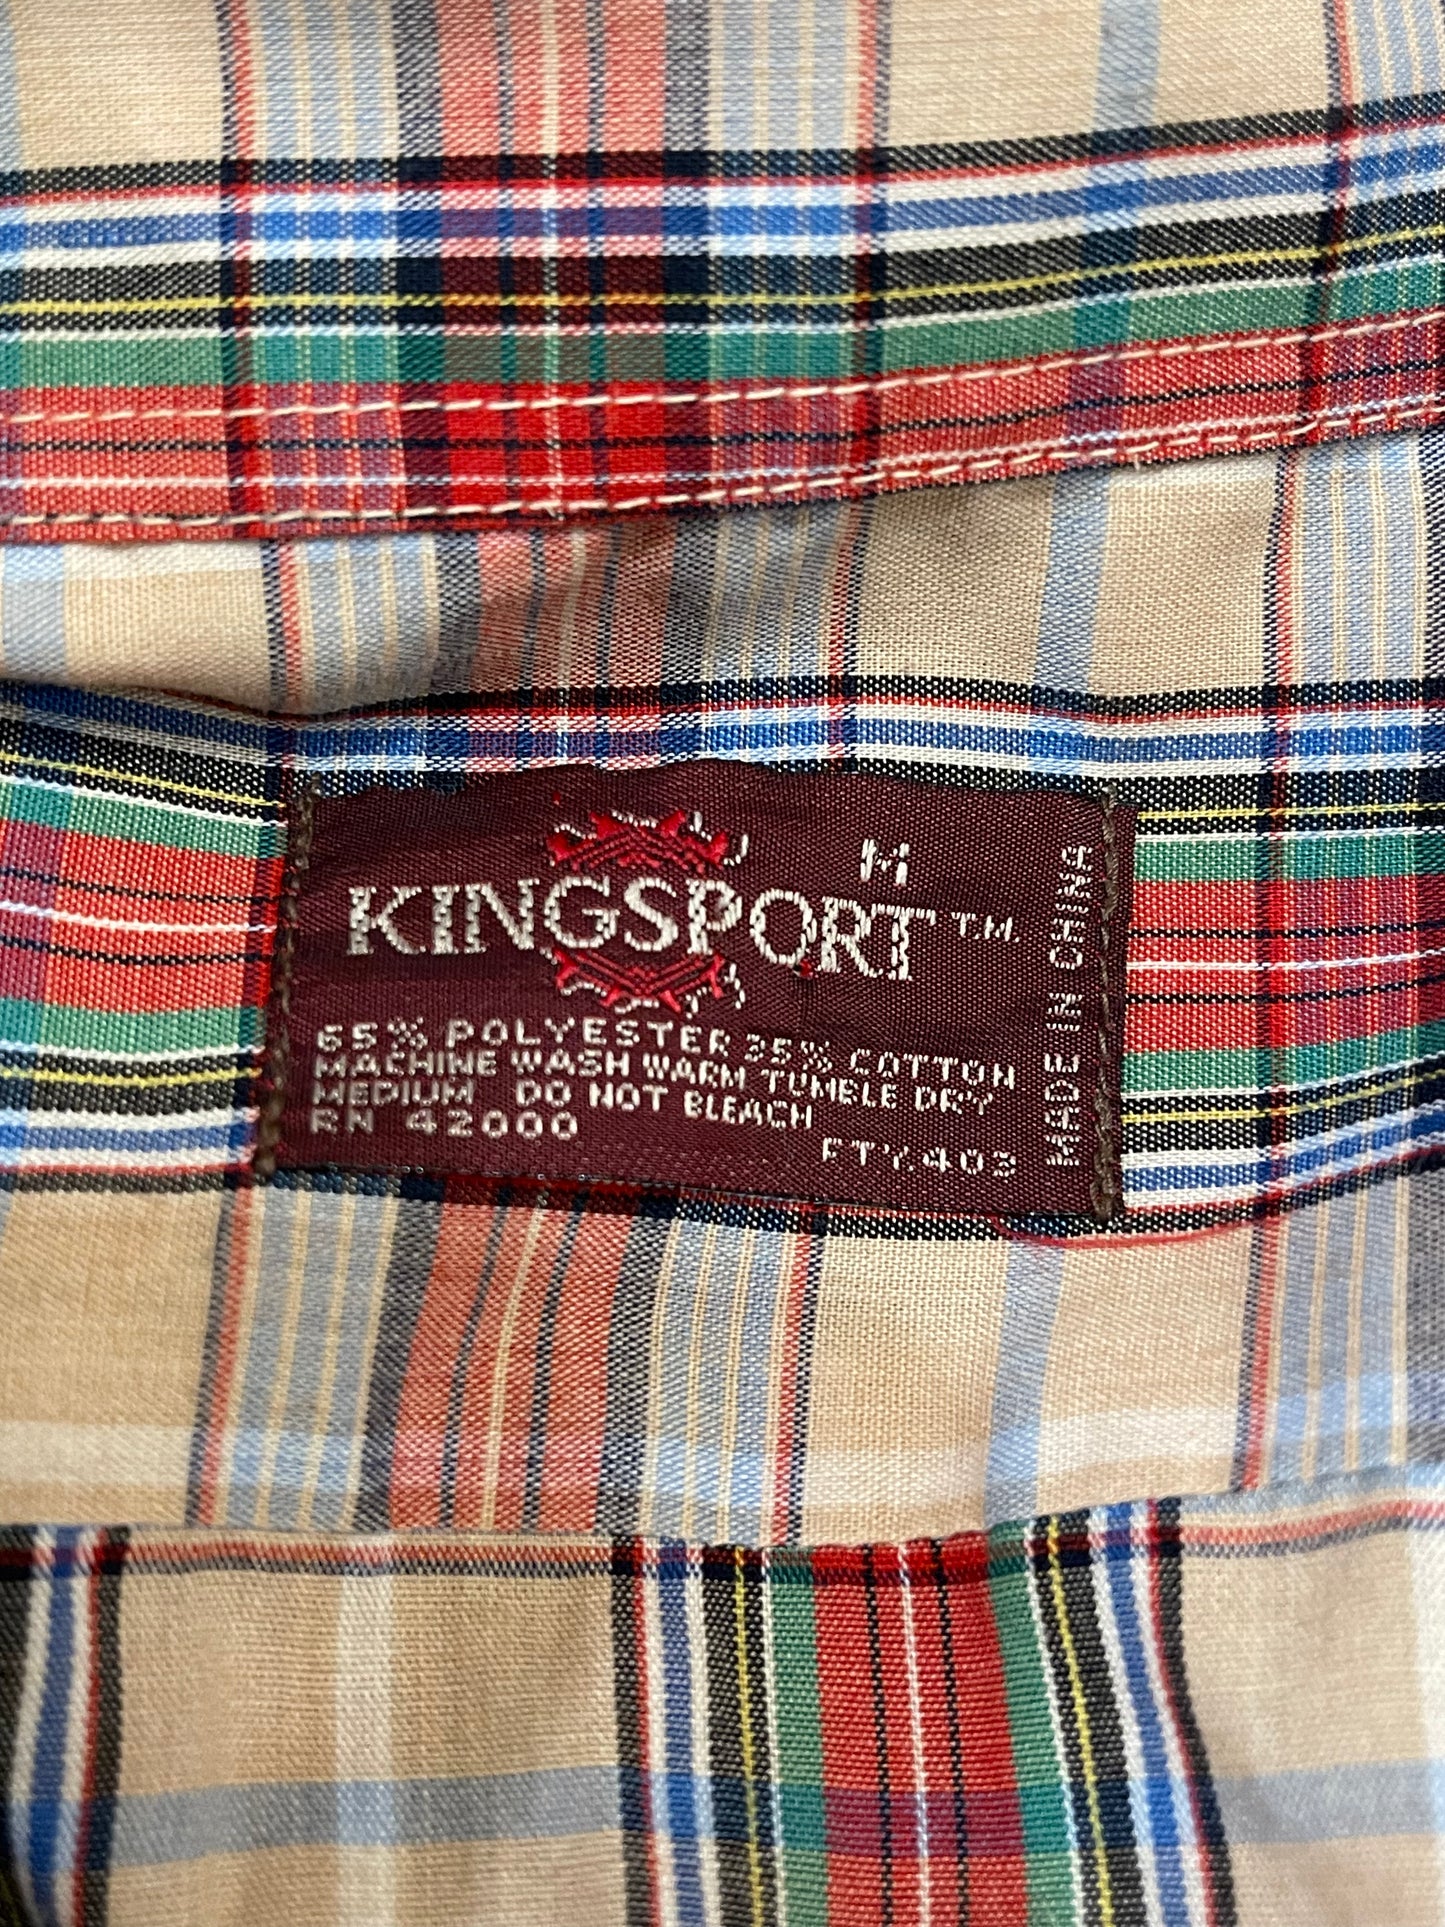 M
KINGSPORT T.M.
65% POLYESTER 35% COTTON
MACHINE WASH WARM TUMBLE DRY
MEDIUM DO NOT BLEACH
RN 42000
FTY.403
MADE IN CHINA